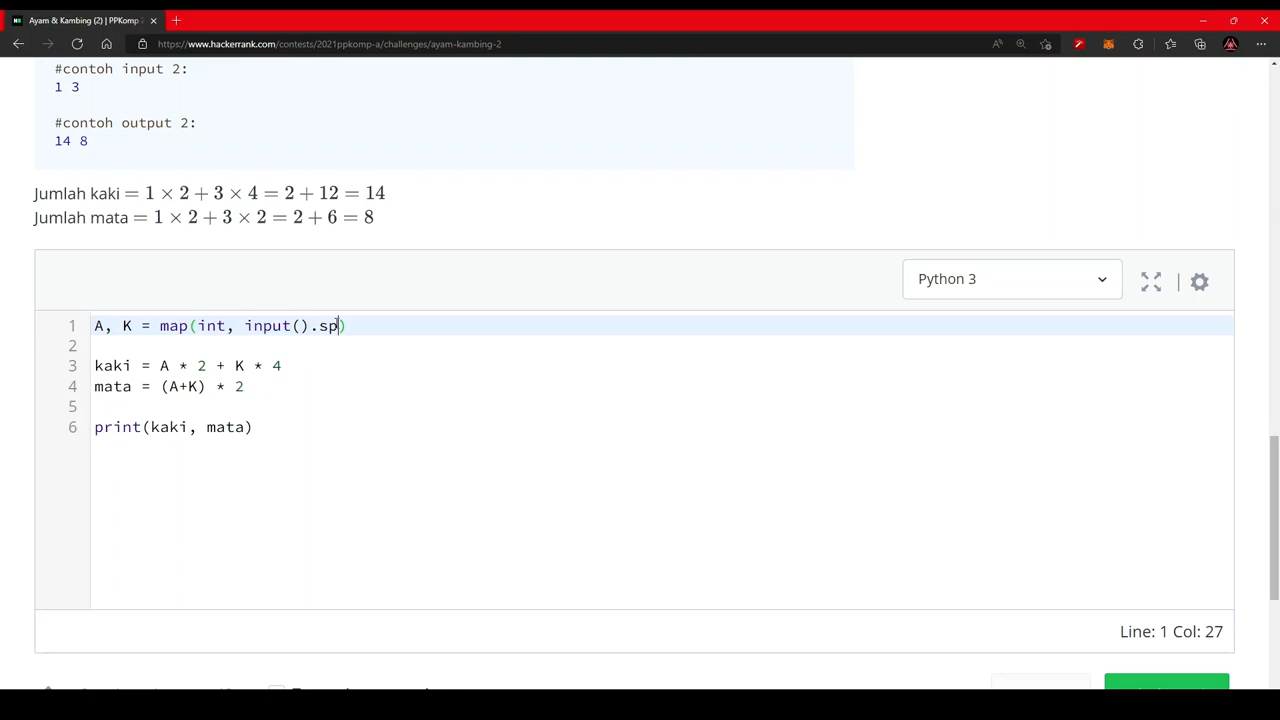 Ayam & Kambing (2) | PPKomp
https://www.hackerrank.com/contests/2021ppkomp-a/challenges/ayam-kambing-2
#contoh input 2:
1 3
#contoh output 2:
14 8
Jumlah kaki = 1 × 2 + 3 × 4 = 2 + 12 = 14
Jumlah mata = 1 × 2 + 3 × 2 = 2 + 6 = 8
Python 3
1 A, K = map(int, input().sp)
2
3 kaki = A * 2 + K * 4
4 mata = (A+K) * 2
5
6 print(kaki, mata)
Line: 1 Col: 27